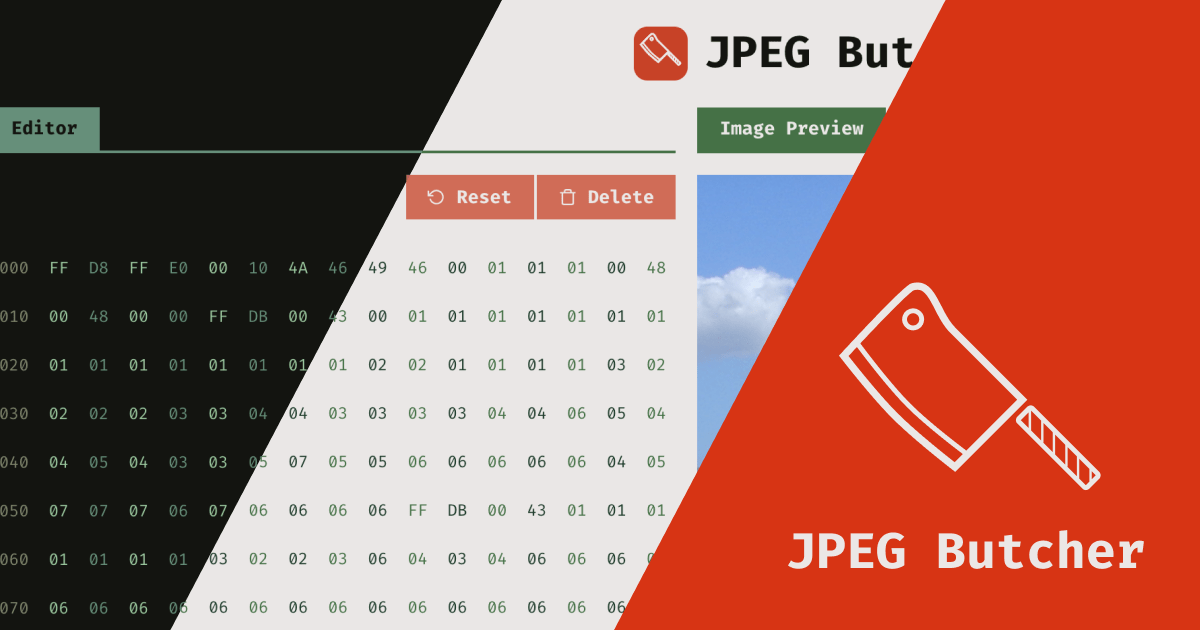 JPEG But
Editor
Image Preview
Reset Delete
000 FF D8 FF E0 00 10 4A 46 49 46 00 01 01 01 00 48
010 00 48 00 00 FF DB 00 43 00 01 01 01 01 01 01 01
020 01 01 01 01 01 01 01 01 02 02 01 01 01 01 03 02
030 02 02 02 03 03 04 04 03 03 03 03 04 04 06 05 04
040 04 05 04 03 03 05 07 05 05 06 06 06 06 06 04 05
050 07 07 07 06 07 06 06 06 06 FF DB 00 43 01 01 01
060 01 01 01 01 03 02 02 03 06 04 03 04 06 06 06
070 06 06 06 06 06 06 06 06 06 06 06 06 06 06 06
JPEG Butcher